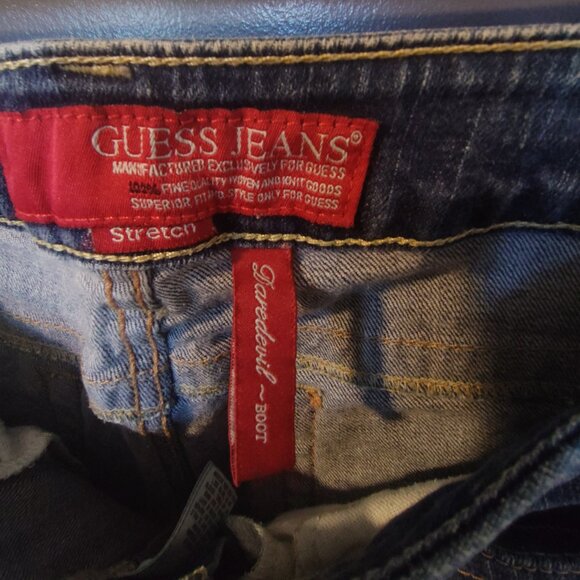 GUESS JEANS®
MANUFACTURED EXCLUSIVELY FOR GUESS
100% FINE QUALITY WOVEN AND KNIT GOODS
SUPERIOR FIT AND STYLE ONLY FOR GUESS
Stretch
Daredevil ~ BOOT